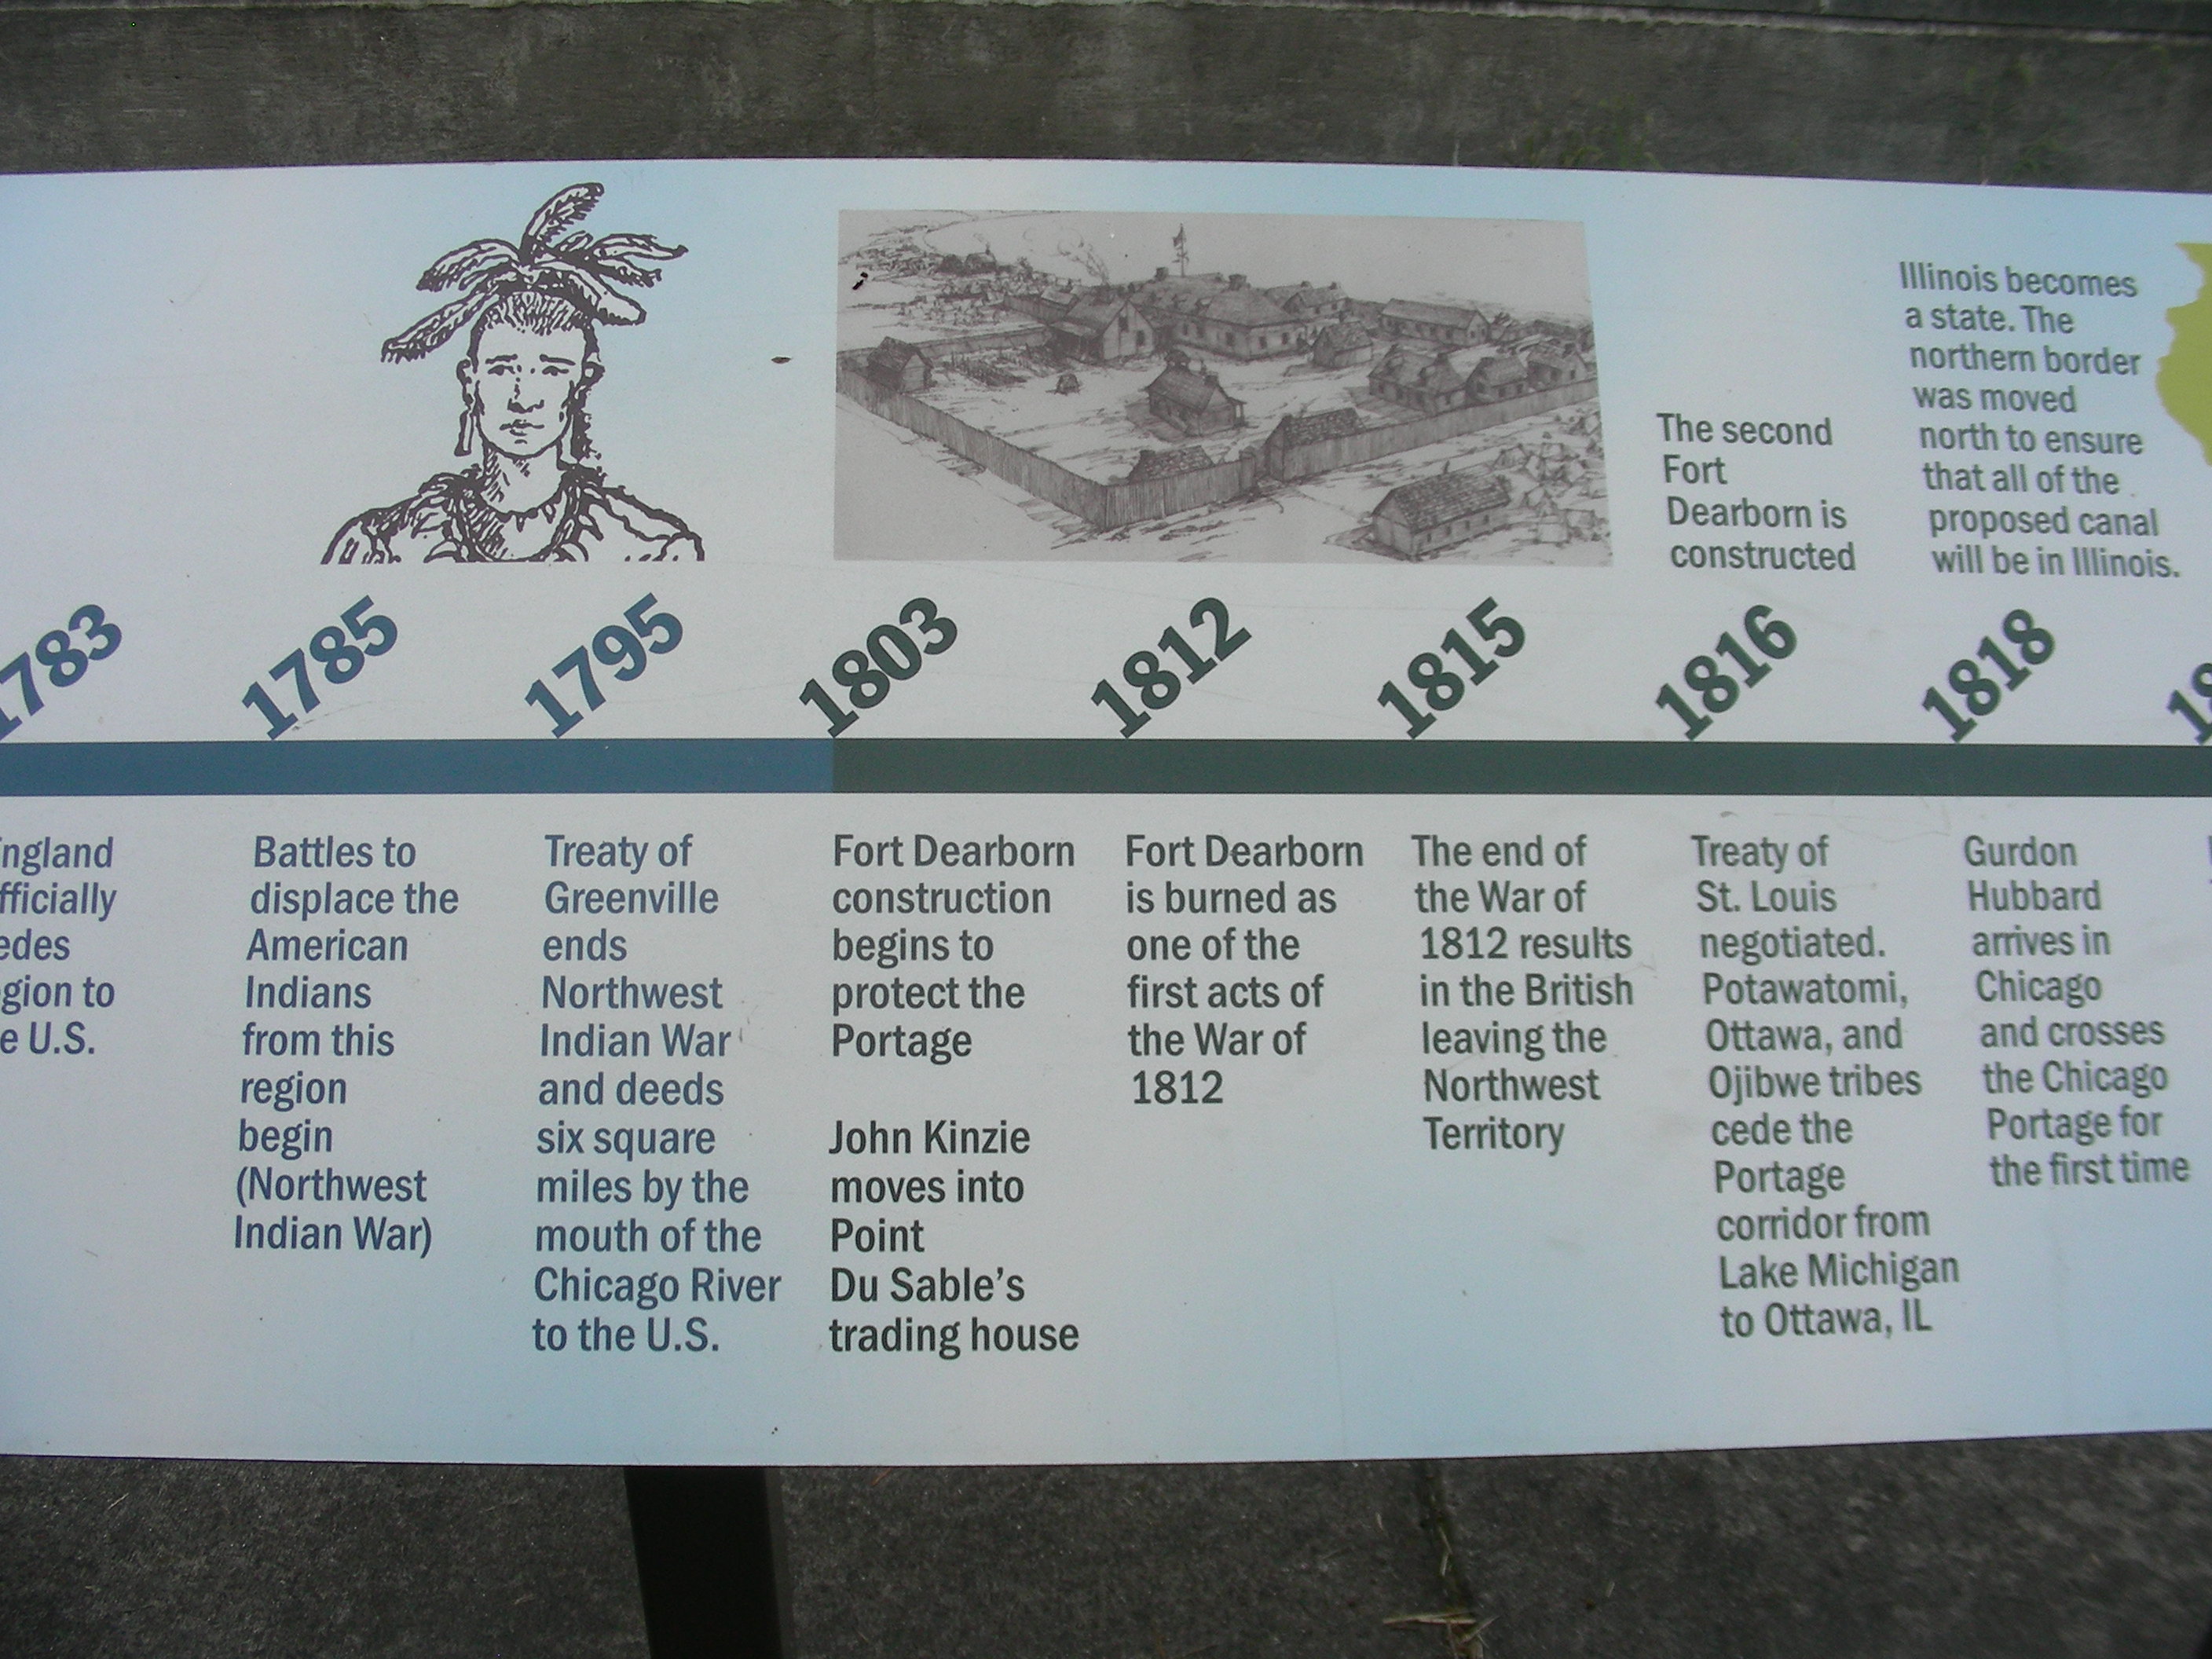 The second
Fort
Dearborn is
constructed
Illinois becomes
a state. The
northern border
was moved
north to ensure
that all of the
proposed canal
will be in Illinois.
1783
1785
1795
1803
1812
1815
1816
1818
U.S.
Battles to
displace the
American
Indians
from this
region
begin
(Northwest
Indian War)
Treaty of
Greenville
ends
Northwest
Indian War
and deeds
six square
miles by the
mouth of the
Chicago River
to the U.S.
Fort Dearborn
construction
begins to
protect the
Portage
John Kinzie
moves into
Point
Du Sable's
trading house
Fort Dearborn
is burned as
one of the
first acts of
the War of
1812
The end of
the War of
1812 results
in the British
leaving the
Northwest
Territory
Treaty of
St. Louis
negotiated.
Potawatomi,
Ottawa, and
Ojibwe tribes
cede the
Portage
corridor from
Lake Michigan
to Ottawa, IL
Gurdon
Hubbard
arrives in
Chicago
and crosses
the Chicago
Portage for
the first time